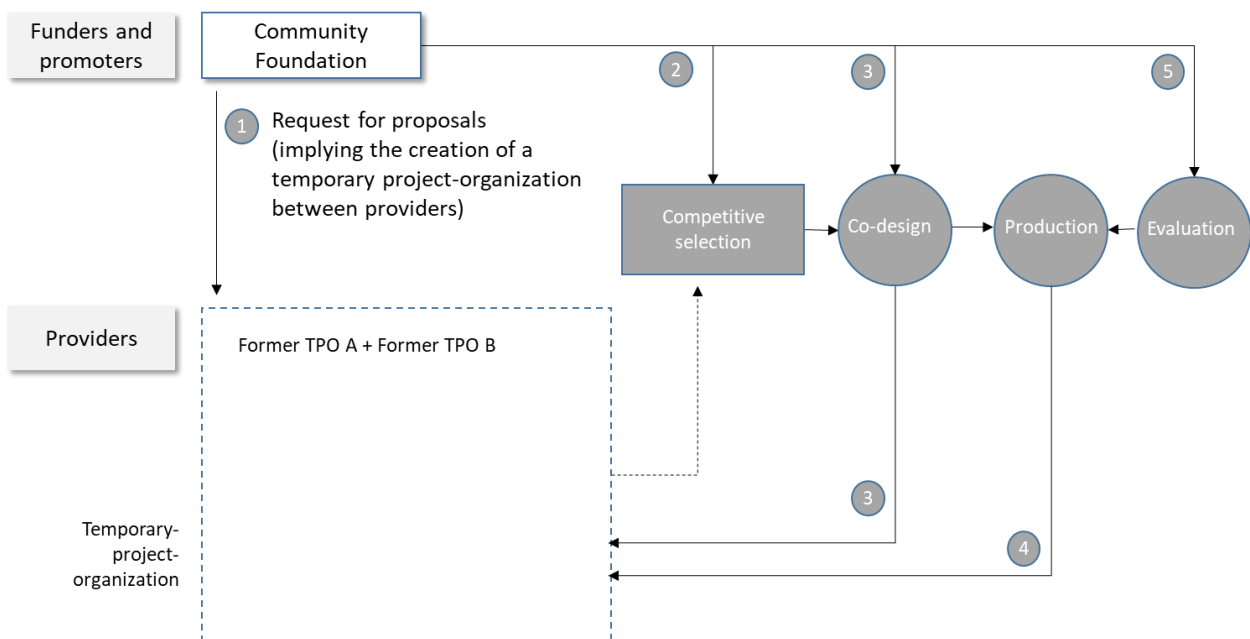 Funders and
promoters
Community
Foundation
2
3
5
1
Request for proposals
(implying the creation of a
temporary project-organization
between providers)
Competitive
selection
Co-design
Production
Evaluation
Providers
Former TPO A + Former TPO B
3
4
Temporary-
project-
organization